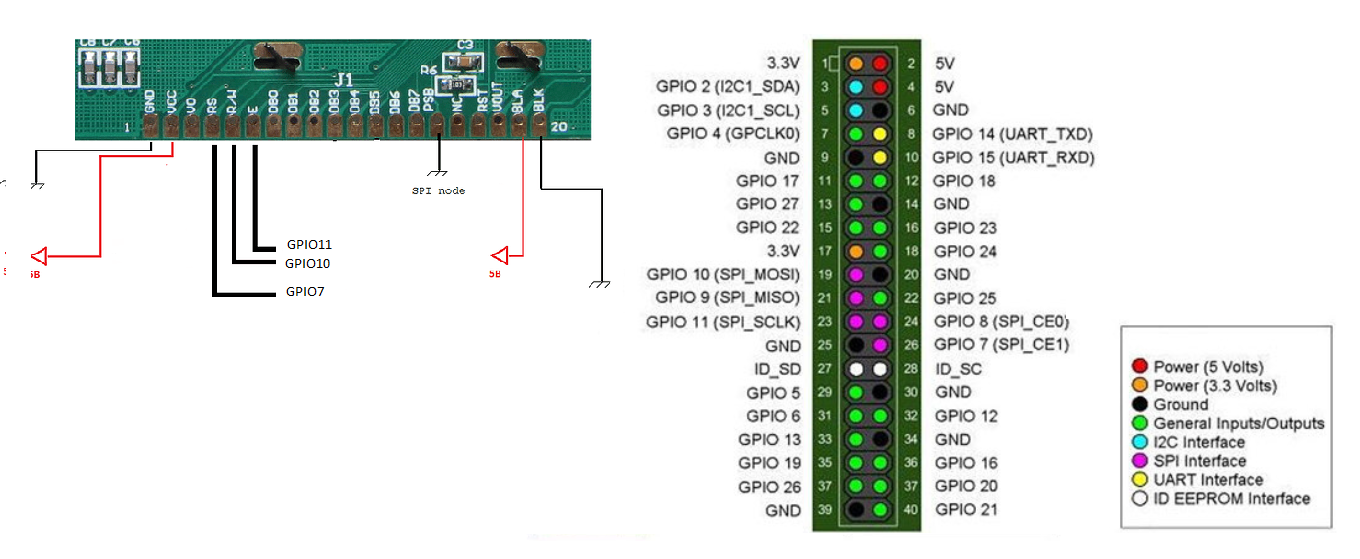 C8 C7 C6
C3
R6
103
J1
GND VCC VO RS R/W E DB0 DB1 DB2 DB3 DB4 DB5 DB6 DB7 PSB NC RST VOUT BLA BLK
1
20
SPI node
GPIO11
GPIO10
GPIO7
5B
5B
3.3V 1 2 5V
GPIO 2 (I2C1_SDA) 3 4 5V
GPIO 3 (I2C1_SCL) 5 6 GND
GPIO 4 (GPCLK0) 7 8 GPIO 14 (UART_TXD)
GND 9 10 GPIO 15 (UART_RXD)
GPIO 17 11 12 GPIO 18
GPIO 27 13 14 GND
GPIO 22 15 16 GPIO 23
3.3V 17 18 GPIO 24
GPIO 10 (SPI_MOSI) 19 20 GND
GPIO 9 (SPI_MISO) 21 22 GPIO 25
GPIO 11 (SPI_SCLK) 23 24 GPIO 8 (SPI_CE0)
GND 25 26 GPIO 7 (SPI_CE1)
ID_SD 27 28 ID_SC
GPIO 5 29 30 GND
GPIO 6 31 32 GPIO 12
GPIO 13 33 34 GND
GPIO 19 35 36 GPIO 16
GPIO 26 37 37 GPIO 20
GND 39 40 GPIO 21
Power (5 Volts)
Power (3.3 Volts)
Ground
General Inputs/Outputs
I2C Interface
SPI Interface
UART Interface
ID EEPROM Interface